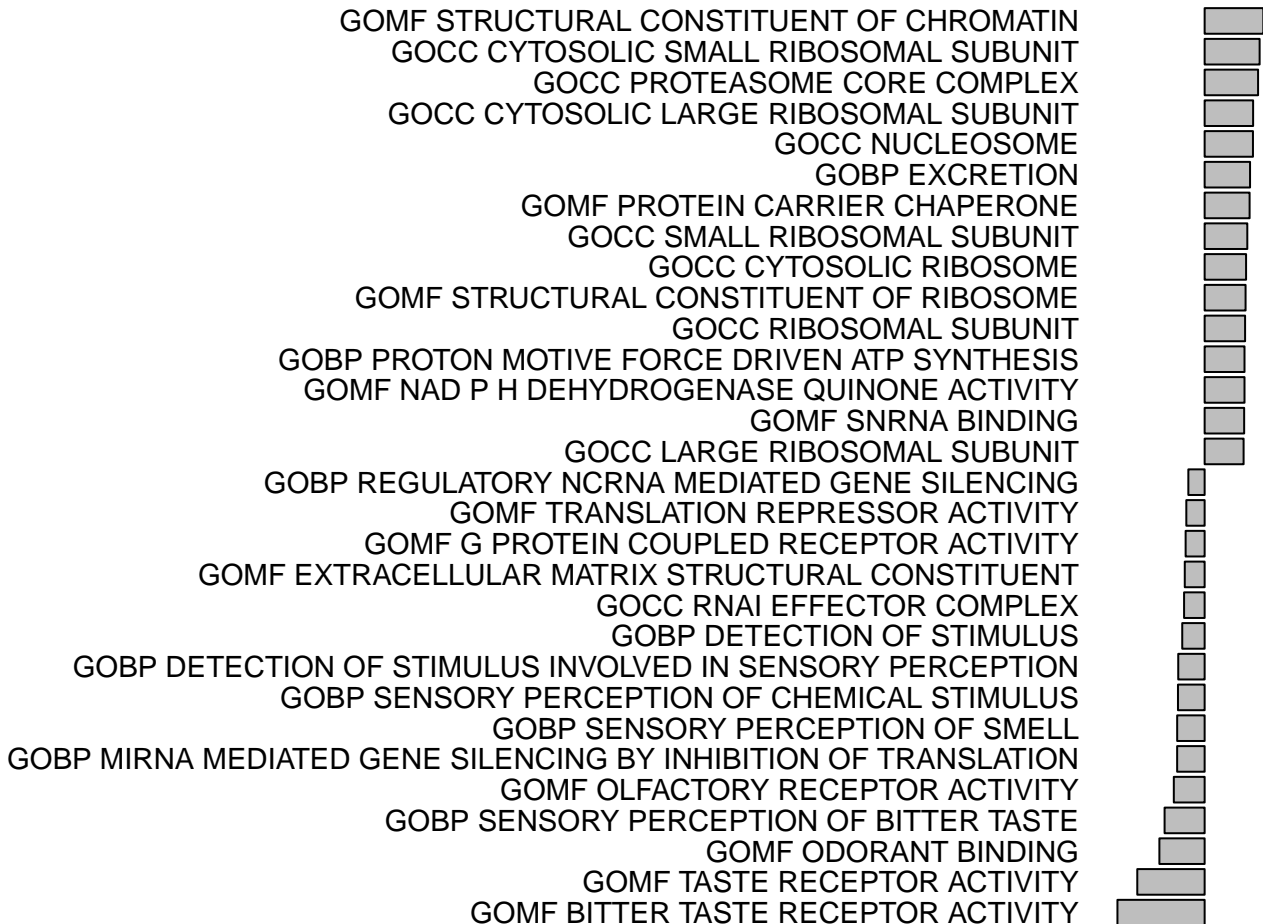 GOMF STRUCTURAL CONSTITUENT OF CHROMATIN
GOCC CYTOSOLIC SMALL RIBOSOMAL SUBUNIT
GOCC PROTEASOME CORE COMPLEX
GOCC CYTOSOLIC LARGE RIBOSOMAL SUBUNIT
GOCC NUCLEOSOME
GOBP EXCRETION
GOMF PROTEIN CARRIER CHAPERONE
GOCC SMALL RIBOSOMAL SUBUNIT
GOCC CYTOSOLIC RIBOSOME
GOMF STRUCTURAL CONSTITUENT OF RIBOSOME
GOCC RIBOSOMAL SUBUNIT
GOBP PROTON MOTIVE FORCE DRIVEN ATP SYNTHESIS
GOMF NAD P H DEHYDROGENASE QUINONE ACTIVITY
GOMF SNRNA BINDING
GOCC LARGE RIBOSOMAL SUBUNIT
GOBP REGULATORY NCRNA MEDIATED GENE SILENCING
GOMF TRANSLATION REPRESSOR ACTIVITY
GOMF G PROTEIN COUPLED RECEPTOR ACTIVITY
GOMF EXTRACELLULAR MATRIX STRUCTURAL CONSTITUENT
GOCC RNAI EFFECTOR COMPLEX
GOBP DETECTION OF STIMULUS
GOBP DETECTION OF STIMULUS INVOLVED IN SENSORY PERCEPTION
GOBP SENSORY PERCEPTION OF CHEMICAL STIMULUS
GOBP SENSORY PERCEPTION OF SMELL
GOBP MIRNA MEDIATED GENE SILENCING BY INHIBITION OF TRANSLATION
GOMF OLFACTORY RECEPTOR ACTIVITY
GOBP SENSORY PERCEPTION OF BITTER TASTE
GOMF ODORANT BINDING
GOMF TASTE RECEPTOR ACTIVITY
GOMF BITTER TASTE RECEPTOR ACTIVITY